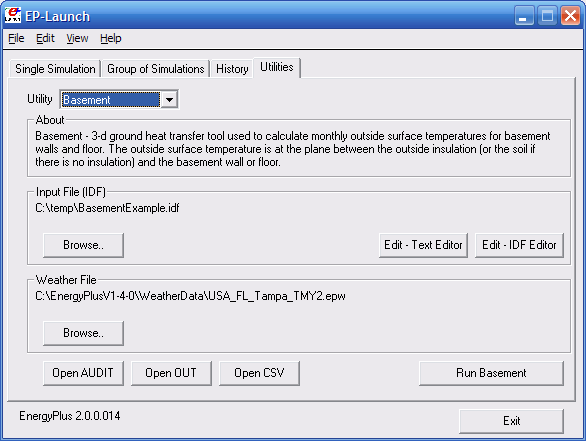 EP-Launch
File Edit View Help
Single Simulation Group of Simulations History Utilities
Utility Basement
About
Basement - 3-d ground heat transfer tool used to calculate monthly outside surface temperatures for basement
walls and floor. The outside surface temperature is at the plane between the outside insulation (or the soil if
there is no insulation) and the basement wall or floor.
Input File (IDF)
C:\temp\BasementExample.idf
Browse.. Edit - Text Editor Edit - IDF Editor
Weather File
C:\EnergyPlusV1-4-0\WeatherData\USA_FL_Tampa_TMY2.epw
Browse..
Open AUDIT Open OUT Open CSV Run Basement
EnergyPlus 2.0.0.014 Exit